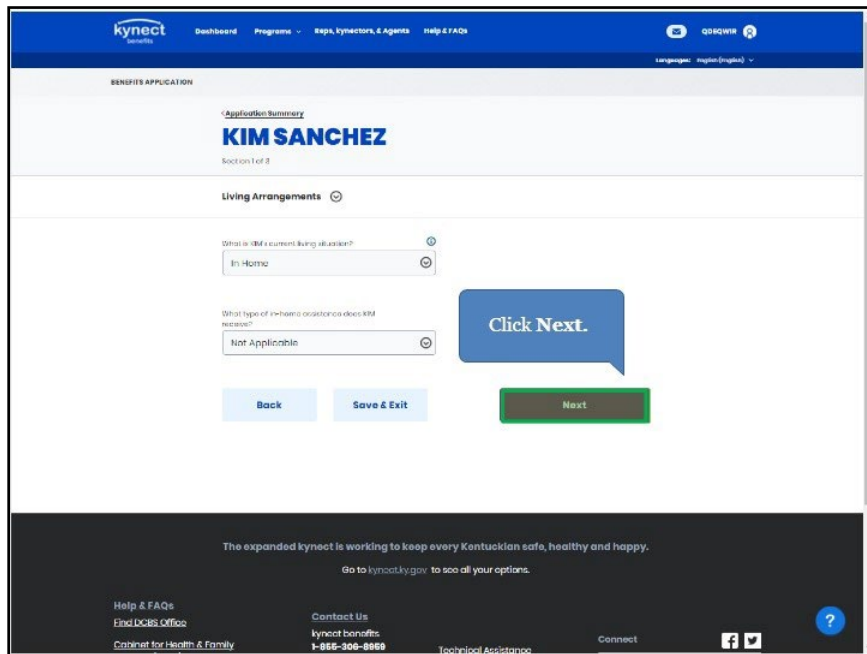 kynect
benefits
Dashboard Programs Reps, kynectors, & Agents Help & FAQs
QDEQWIR
Languages: English (English)
BENEFITS APPLICATION
<Application Summary
KIM SANCHEZ
Section 1 of 3
Living Arrangements
What is KIM's current living situation?
In Home
What type of in-home assistance does KIM
receive?
Not Applicable
Click Next.
Back Save & Exit Next
The expanded kynect is working to keep every Kentuckian safe, healthy and happy.
Go to kynect.ky.gov to see all your options.
Help & FAQs
Find DCBS Office
Cabinet for Health & Family
Contact Us
kynect benefits
1-855-306-8959
Technical Assistance
Connect
?